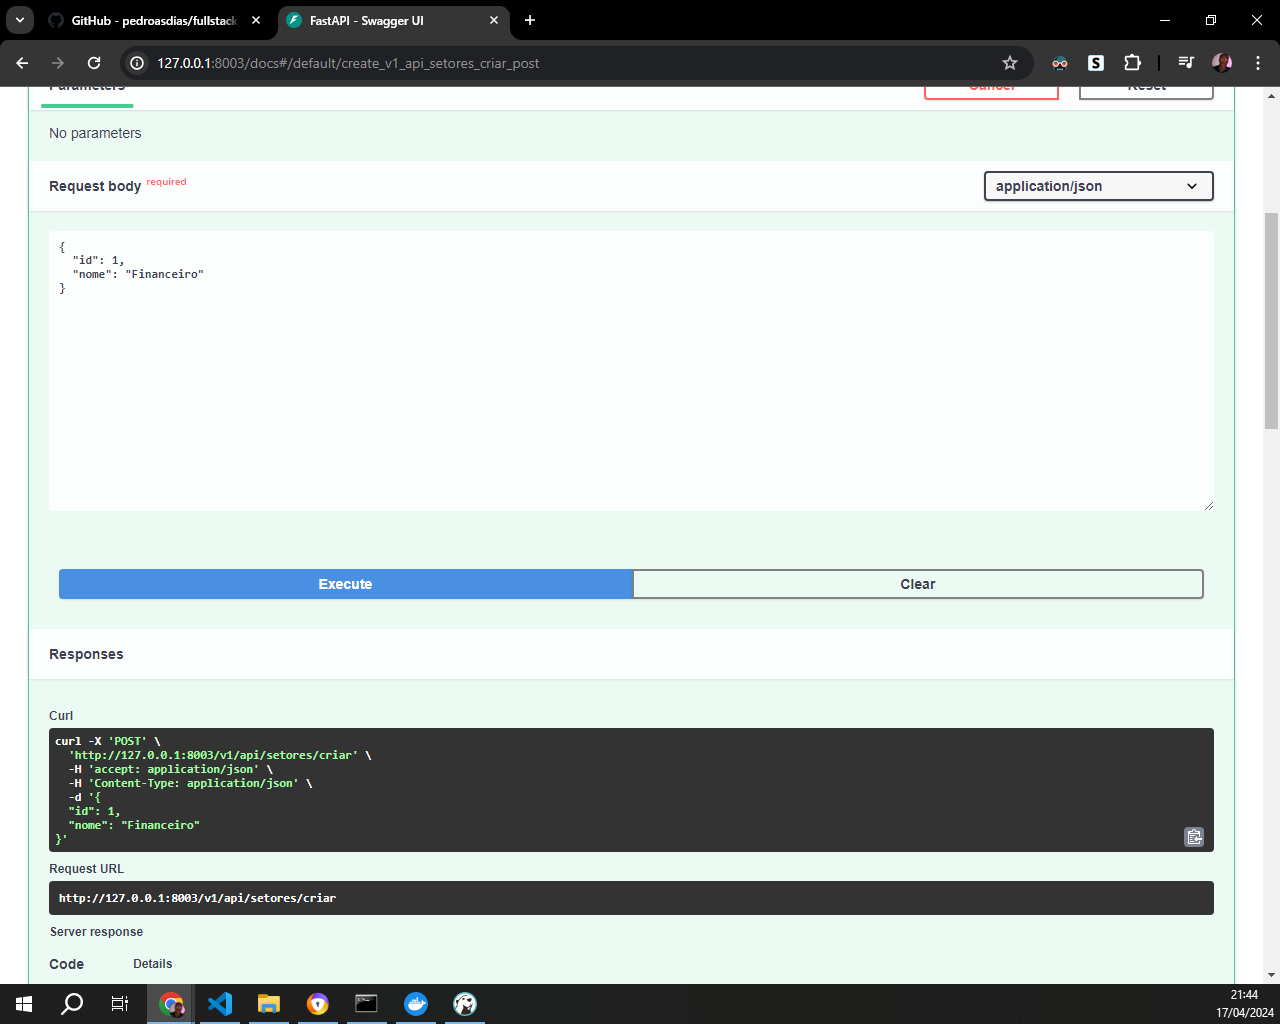 GitHub - pedroasdias/fullstack
FastAPI - Swagger UI
127.0.0.1:8003/docs#/default/create_v1_api_setores_criar_post
Parameters
Cancel
Reset
No parameters
Request body required
application/json
{
"id": 1,
"nome": "Financeiro"
}
Execute
Clear
Responses
Curl
curl -X 'POST' \
'http://127.0.0.1:8003/v1/api/setores/criar' \
-H 'accept: application/json' \
-H 'Content-Type: application/json' \
-d '{
"id": 1,
"nome": "Financeiro"
}'
Request URL
http://127.0.0.1:8003/v1/api/setores/criar
Server response
Code
Details
21:44
17/04/2024